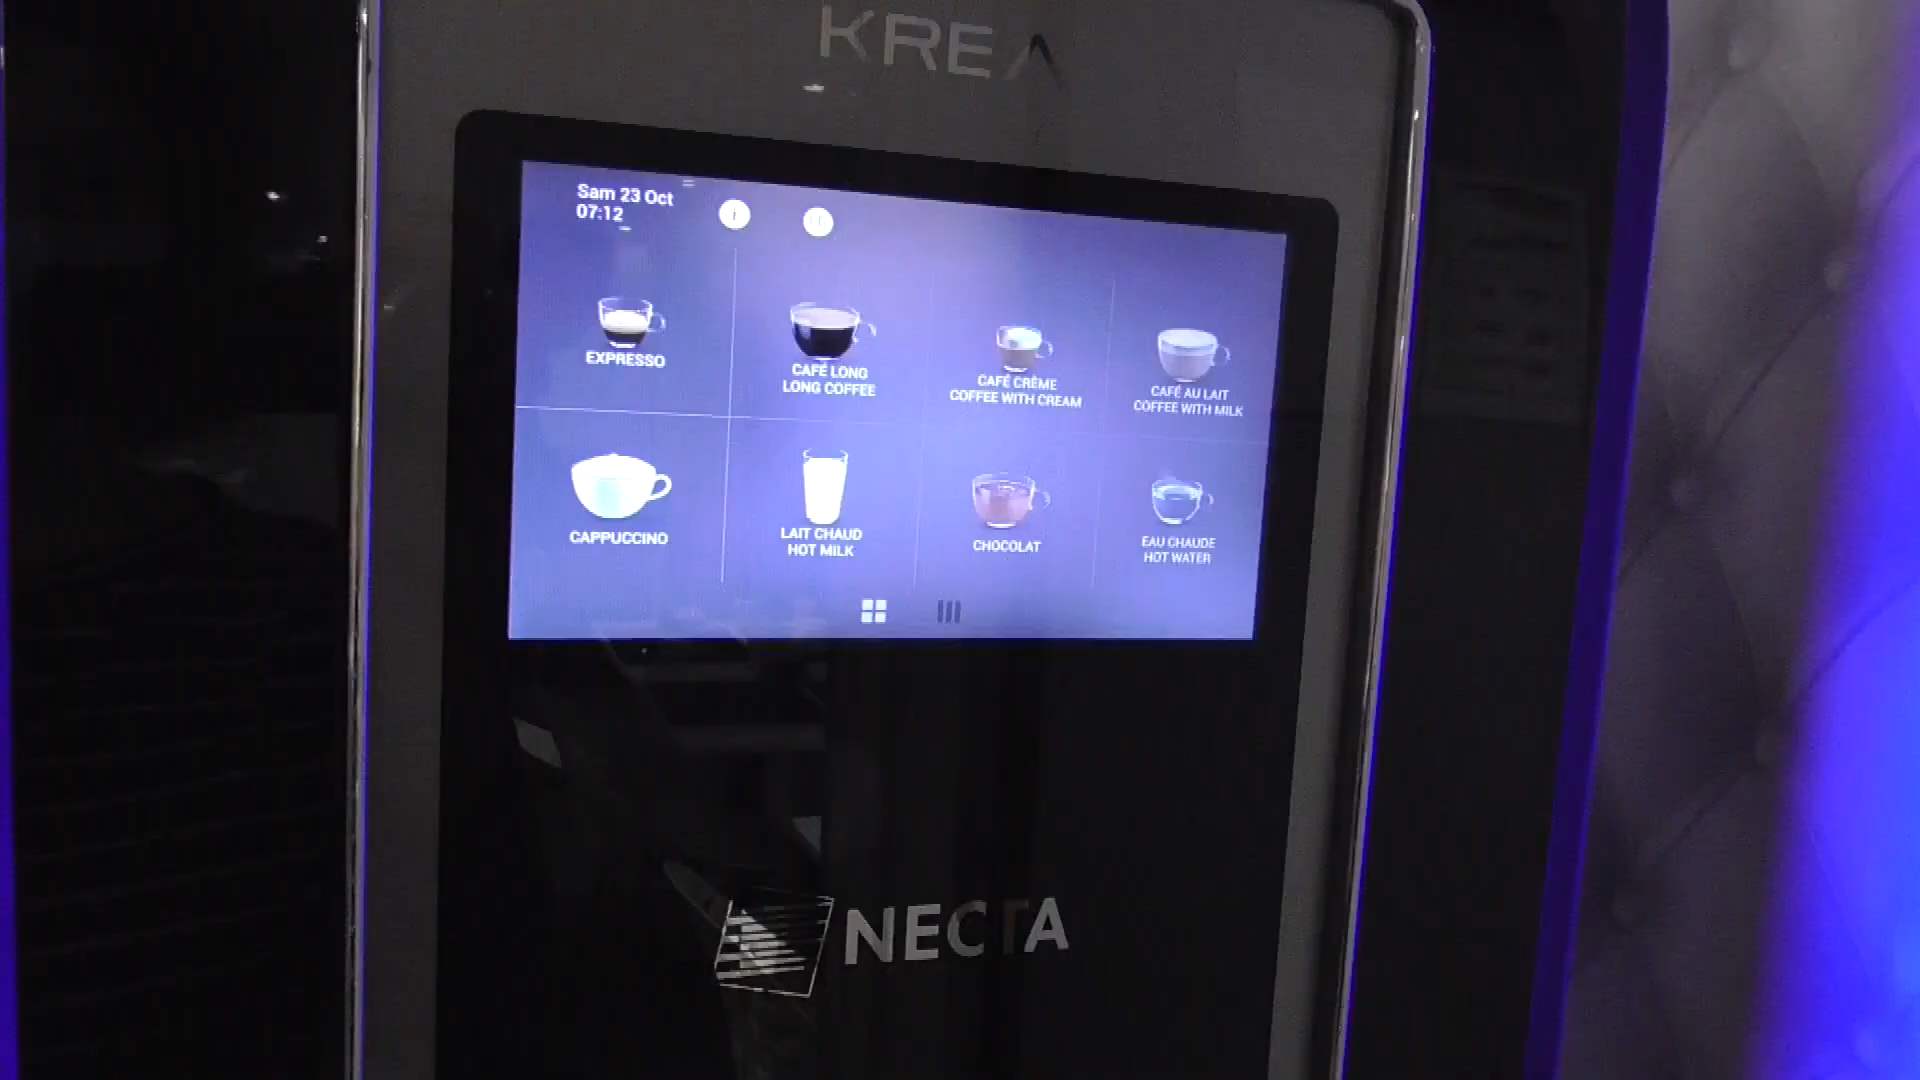 KREA
Sam 23 Oct
07:12
EXPRESSO
CAFÉ LONG
LONG COFFEE
CAFÉ CRÈME
COFFEE WITH CREAM
CAFÉ AU LAIT
COFFEE WITH MILK
CAPPUCCINO
LAIT CHAUD
HOT MILK
CHOCOLAT
EAU CHAUDE
HOT WATER
NECTA